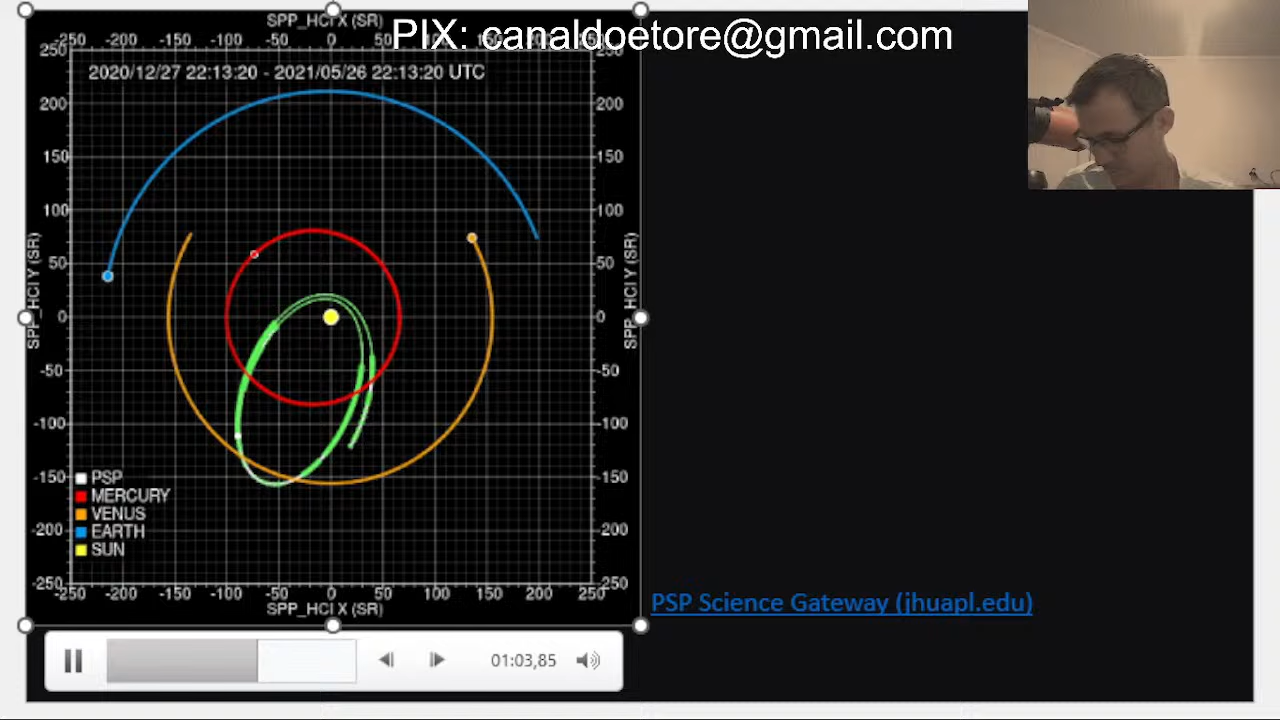 SPP_HCI X (SR)
-250 -200 -150 -100 -50 0 50
PIX: canaldoetore@gmail.com
2020/12/27 22:13:20 - 2021/05/26 22:13:20 UTC
250
200 200
150 150
100 100
50 50
0 0
-50 -50
-100 -100
-150 -150
-200 -200
-250 -250
SPP_HCI Y (SR)
SPP_HCI Y (SR)
PSP
MERCURY
VENUS
EARTH
SUN
-250 -200 -150 -100 -50 0 50 100 150 200 250
SPP_HCI X (SR)
PSP Science Gateway (jhuapl.edu)
01:03,85